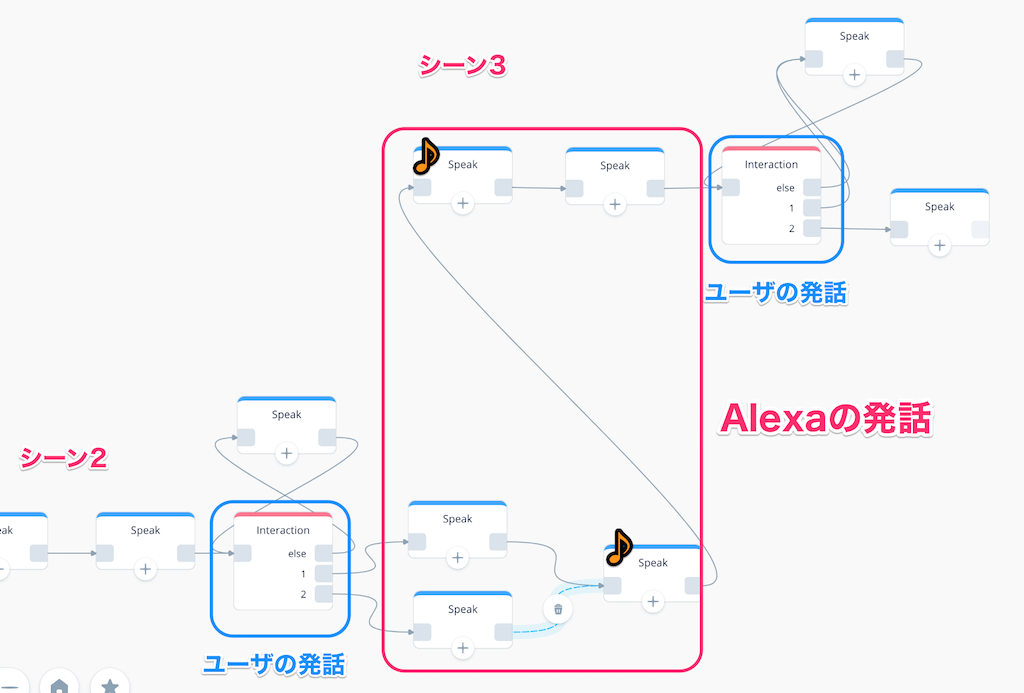 Speak
シーン3
Speak
Speak
Interaction
else
1
2
Speak
ユーザの発話
Alexaの発話
シーン2
Speak
eak
Speak
Interaction
else
1
2
Speak
Speak
Speak
ユーザの発話